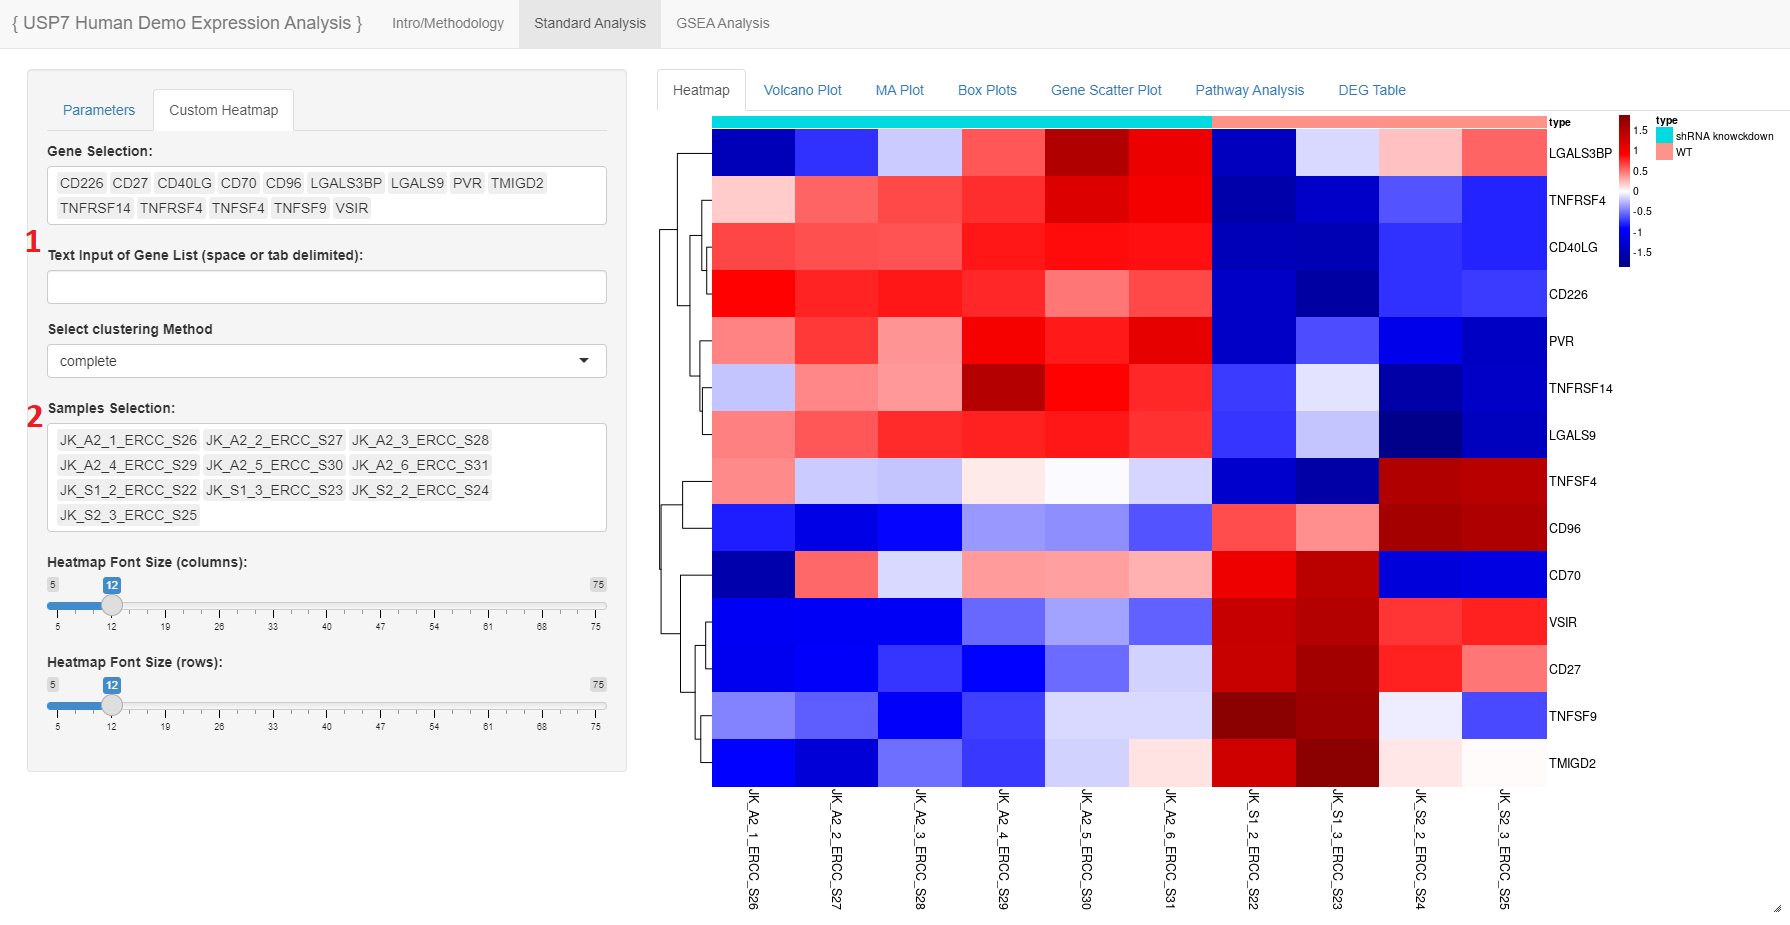 { USP7 Human Demo Expression Analysis } Intro/Methodology Standard Analysis GSEA Analysis
Parameters Custom Heatmap
Gene Selection:
CD226 CD27 CD40LG CD70 CD96 LGALS3BP LGALS9 PVR TMIGD2
TNFRSF14 TNFRSF4 TNFSF4 TNFSF9 VSIR
1
Text Input of Gene List (space or tab delimited):
Select clustering Method
complete
2
Samples Selection:
JK_A2_1_ERCC_S26 JK_A2_2_ERCC_S27 JK_A2_3_ERCC_S28
JK_A2_4_ERCC_S29 JK_A2_5_ERCC_S30 JK_A2_6_ERCC_S31
JK_S1_2_ERCC_S22 JK_S1_3_ERCC_S23 JK_S2_2_ERCC_S24
JK_S2_3_ERCC_S25
Heatmap Font Size (columns):
5 12 75
5 12 19 26 33 40 47 54 61 68 75
Heatmap Font Size (rows):
5 12 75
5 12 19 26 33 40 47 54 61 68 75
Heatmap Volcano Plot MA Plot Box Plots Gene Scatter Plot Pathway Analysis DEG Table
type
LGALS3BP
TNFRSF4
CD40LG
CD226
PVR
TNFRSF14
LGALS9
TNFSF4
CD96
CD70
VSIR
CD27
TNFSF9
TMIGD2
1.5
1
0.5
0
-0.5
-1
-1.5
type
shRNA knowckdown
WT
JK_A2_1_ERCC_S26
JK_A2_2_ERCC_S27
JK_A2_3_ERCC_S28
JK_A2_4_ERCC_S29
JK_A2_5_ERCC_S30
JK_A2_6_ERCC_S31
JK_S1_2_ERCC_S22
JK_S1_3_ERCC_S23
JK_S2_2_ERCC_S24
JK_S2_3_ERCC_S25